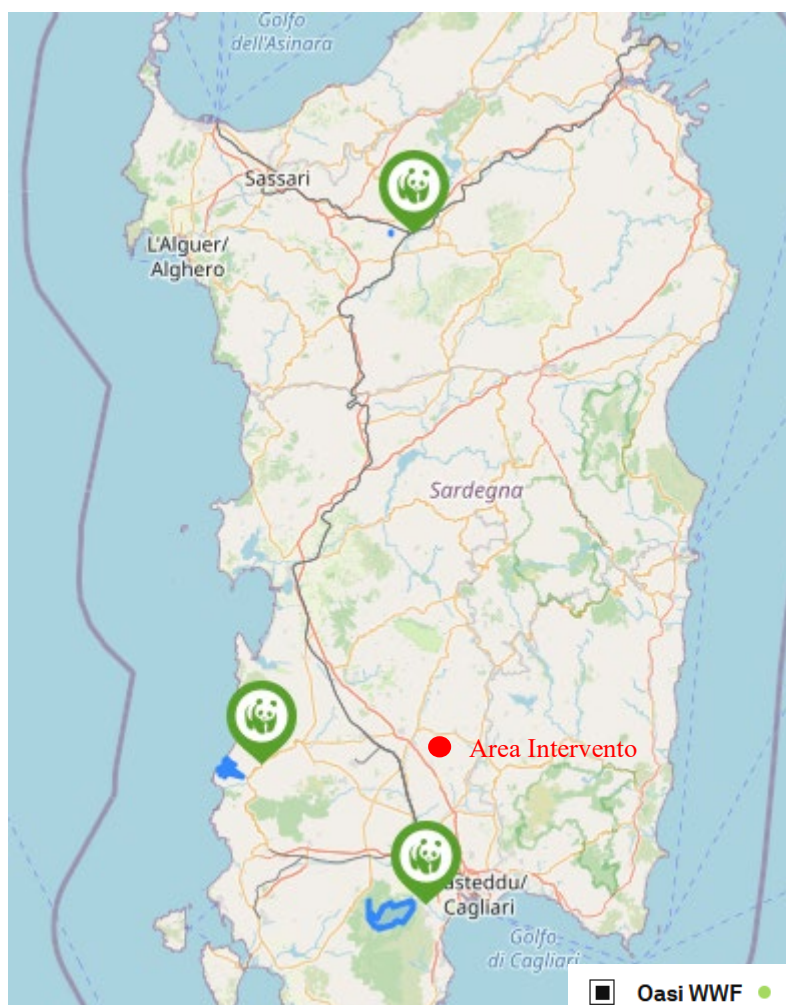 Golfo
dell'Asinara
Sassari
L'Alguer/
Alghero
Sardegna
Area Intervento
asteddu/
Cagliari
Golfo
di Cagliari
Oasi WWF